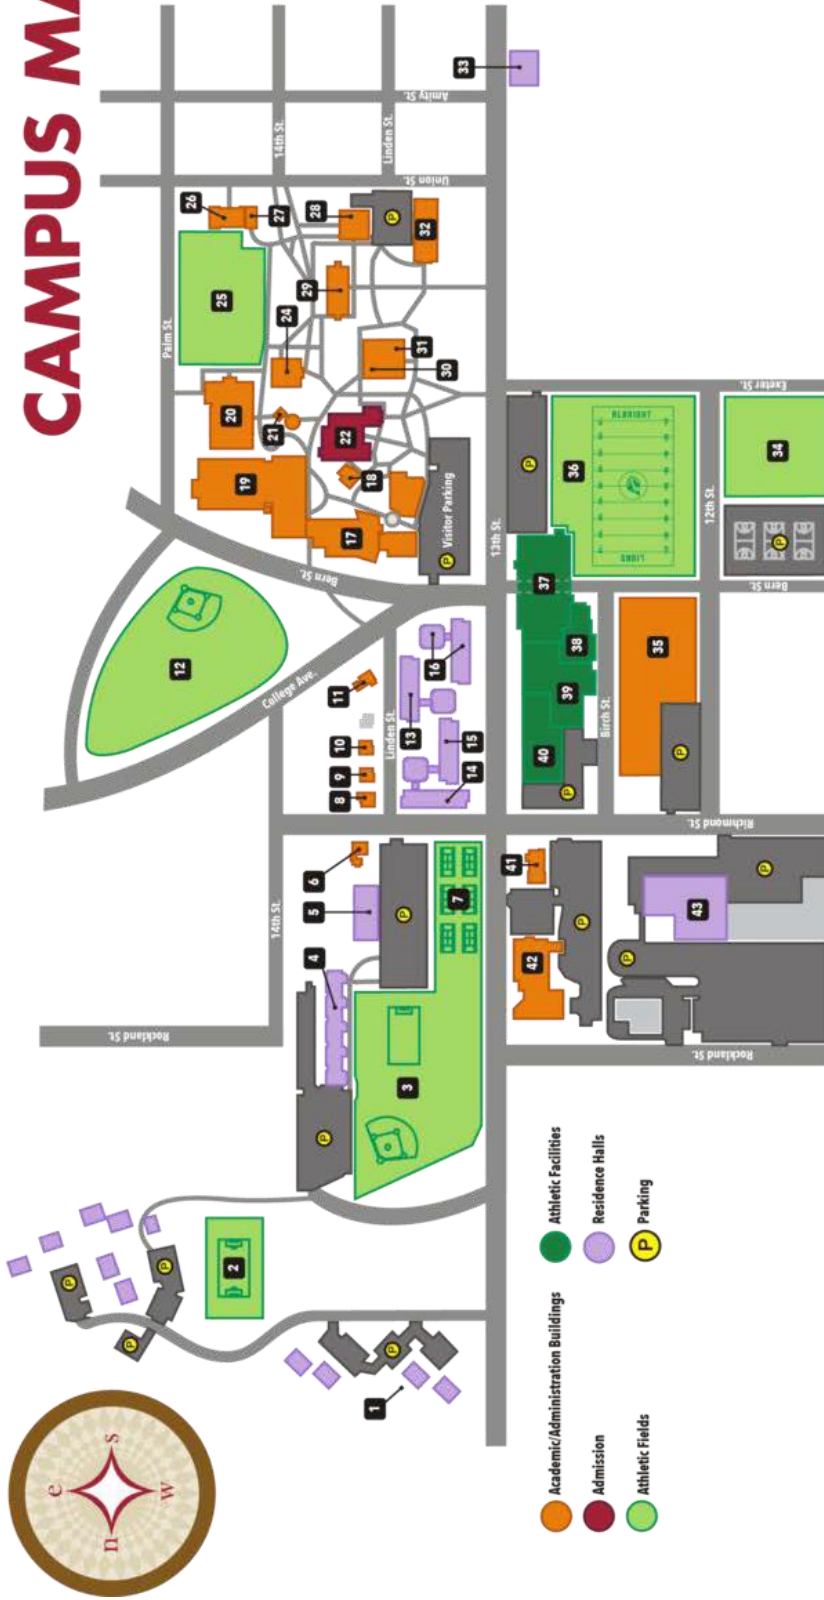 CAMPUS MA
e
n
s
w
Palm St.
14th St.
Linden St.
13th St.
Amity St.
Union St.
26
27
28
25
P
32
33
29
24
31
30
20
21
22
19
18
17
P
Visitor Parking
Bern St.
12
College Ave.
11
10
9
8
Linden St.
16
13
15
14
Exeter St.
P
36
ALBRIGHT
LIONS
12th St.
34
P
Bern St.
37
38
39
40
P
35
P
Birch St.
Richmond St.
14th St.
6
5
4
P
7
3
P
41
42
P
43
P
P
Rockland St.
Rockland St.
2
P
P
P
P
1
Academic/Administration Buildings
Admission
Athletic Fields
Athletic Facilities
Residence Halls
P Parking